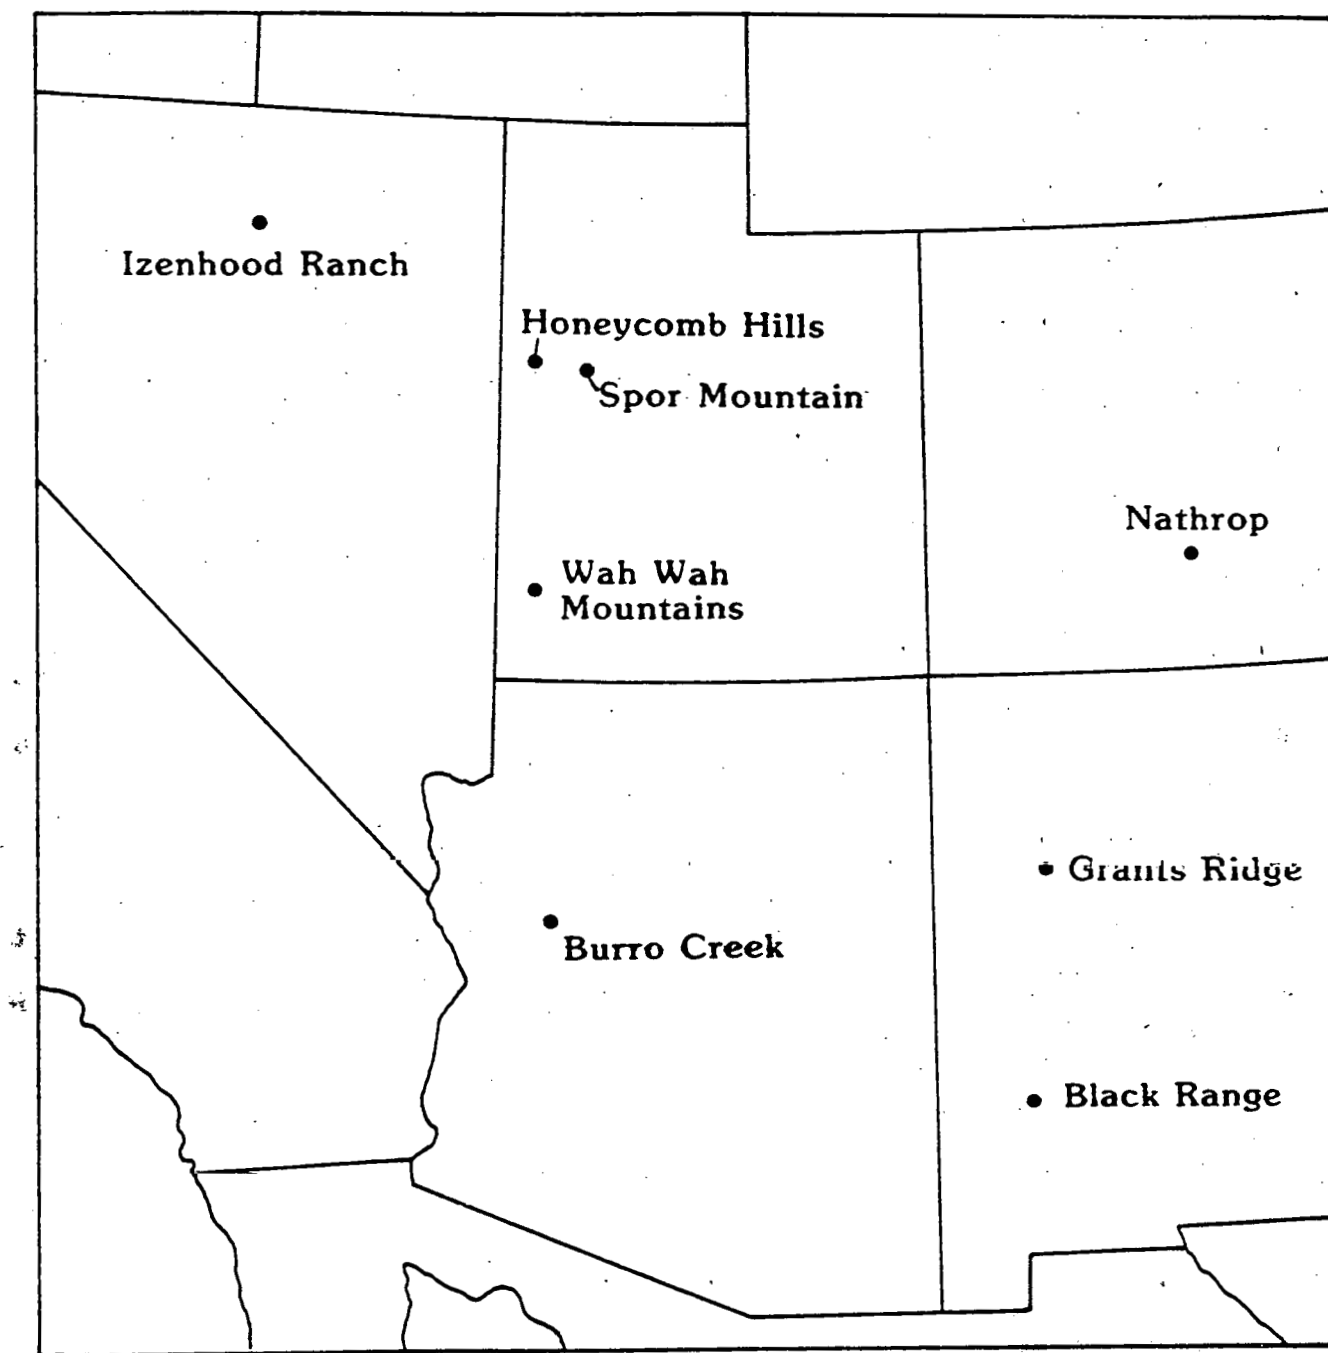 Izenhood Ranch
Honeycomb Hills
Spor Mountain
Nathrop
Wah Wah
Mountains
Grants Ridge
Burro Creek
Black Range